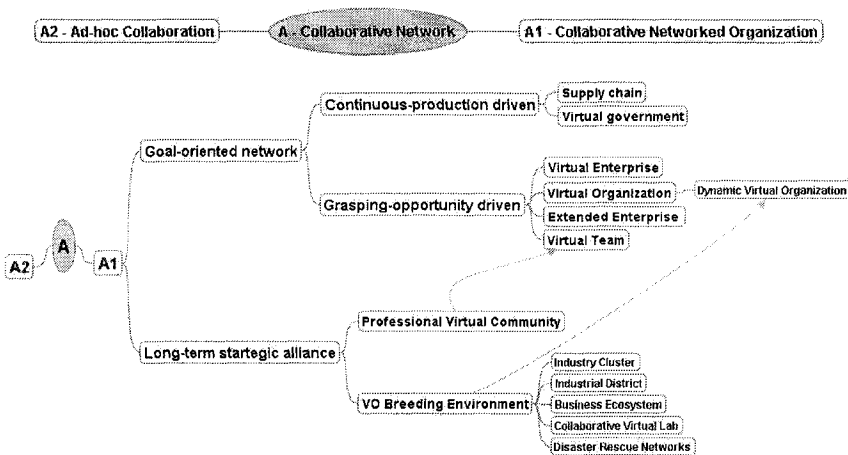 A2 - Ad-hoc Collaboration
A - Collaborative Network
A1 - Collaborative Networked Organization
Continuous-production driven
Supply chain
Virtual government
Goal-oriented network
Grasping-opportunity driven
Virtual Enterprise
Virtual Organization
Dynamic Virtual Organization
Extended Enterprise
Virtual Team
A2
A
A1
Professional Virtual Community
Long-term startegic alliance
VO Breeding Environment
Industry Cluster
Industrial District
Business Ecosystem
Collaborative Virtual Lab
Disaster Rescue Networks